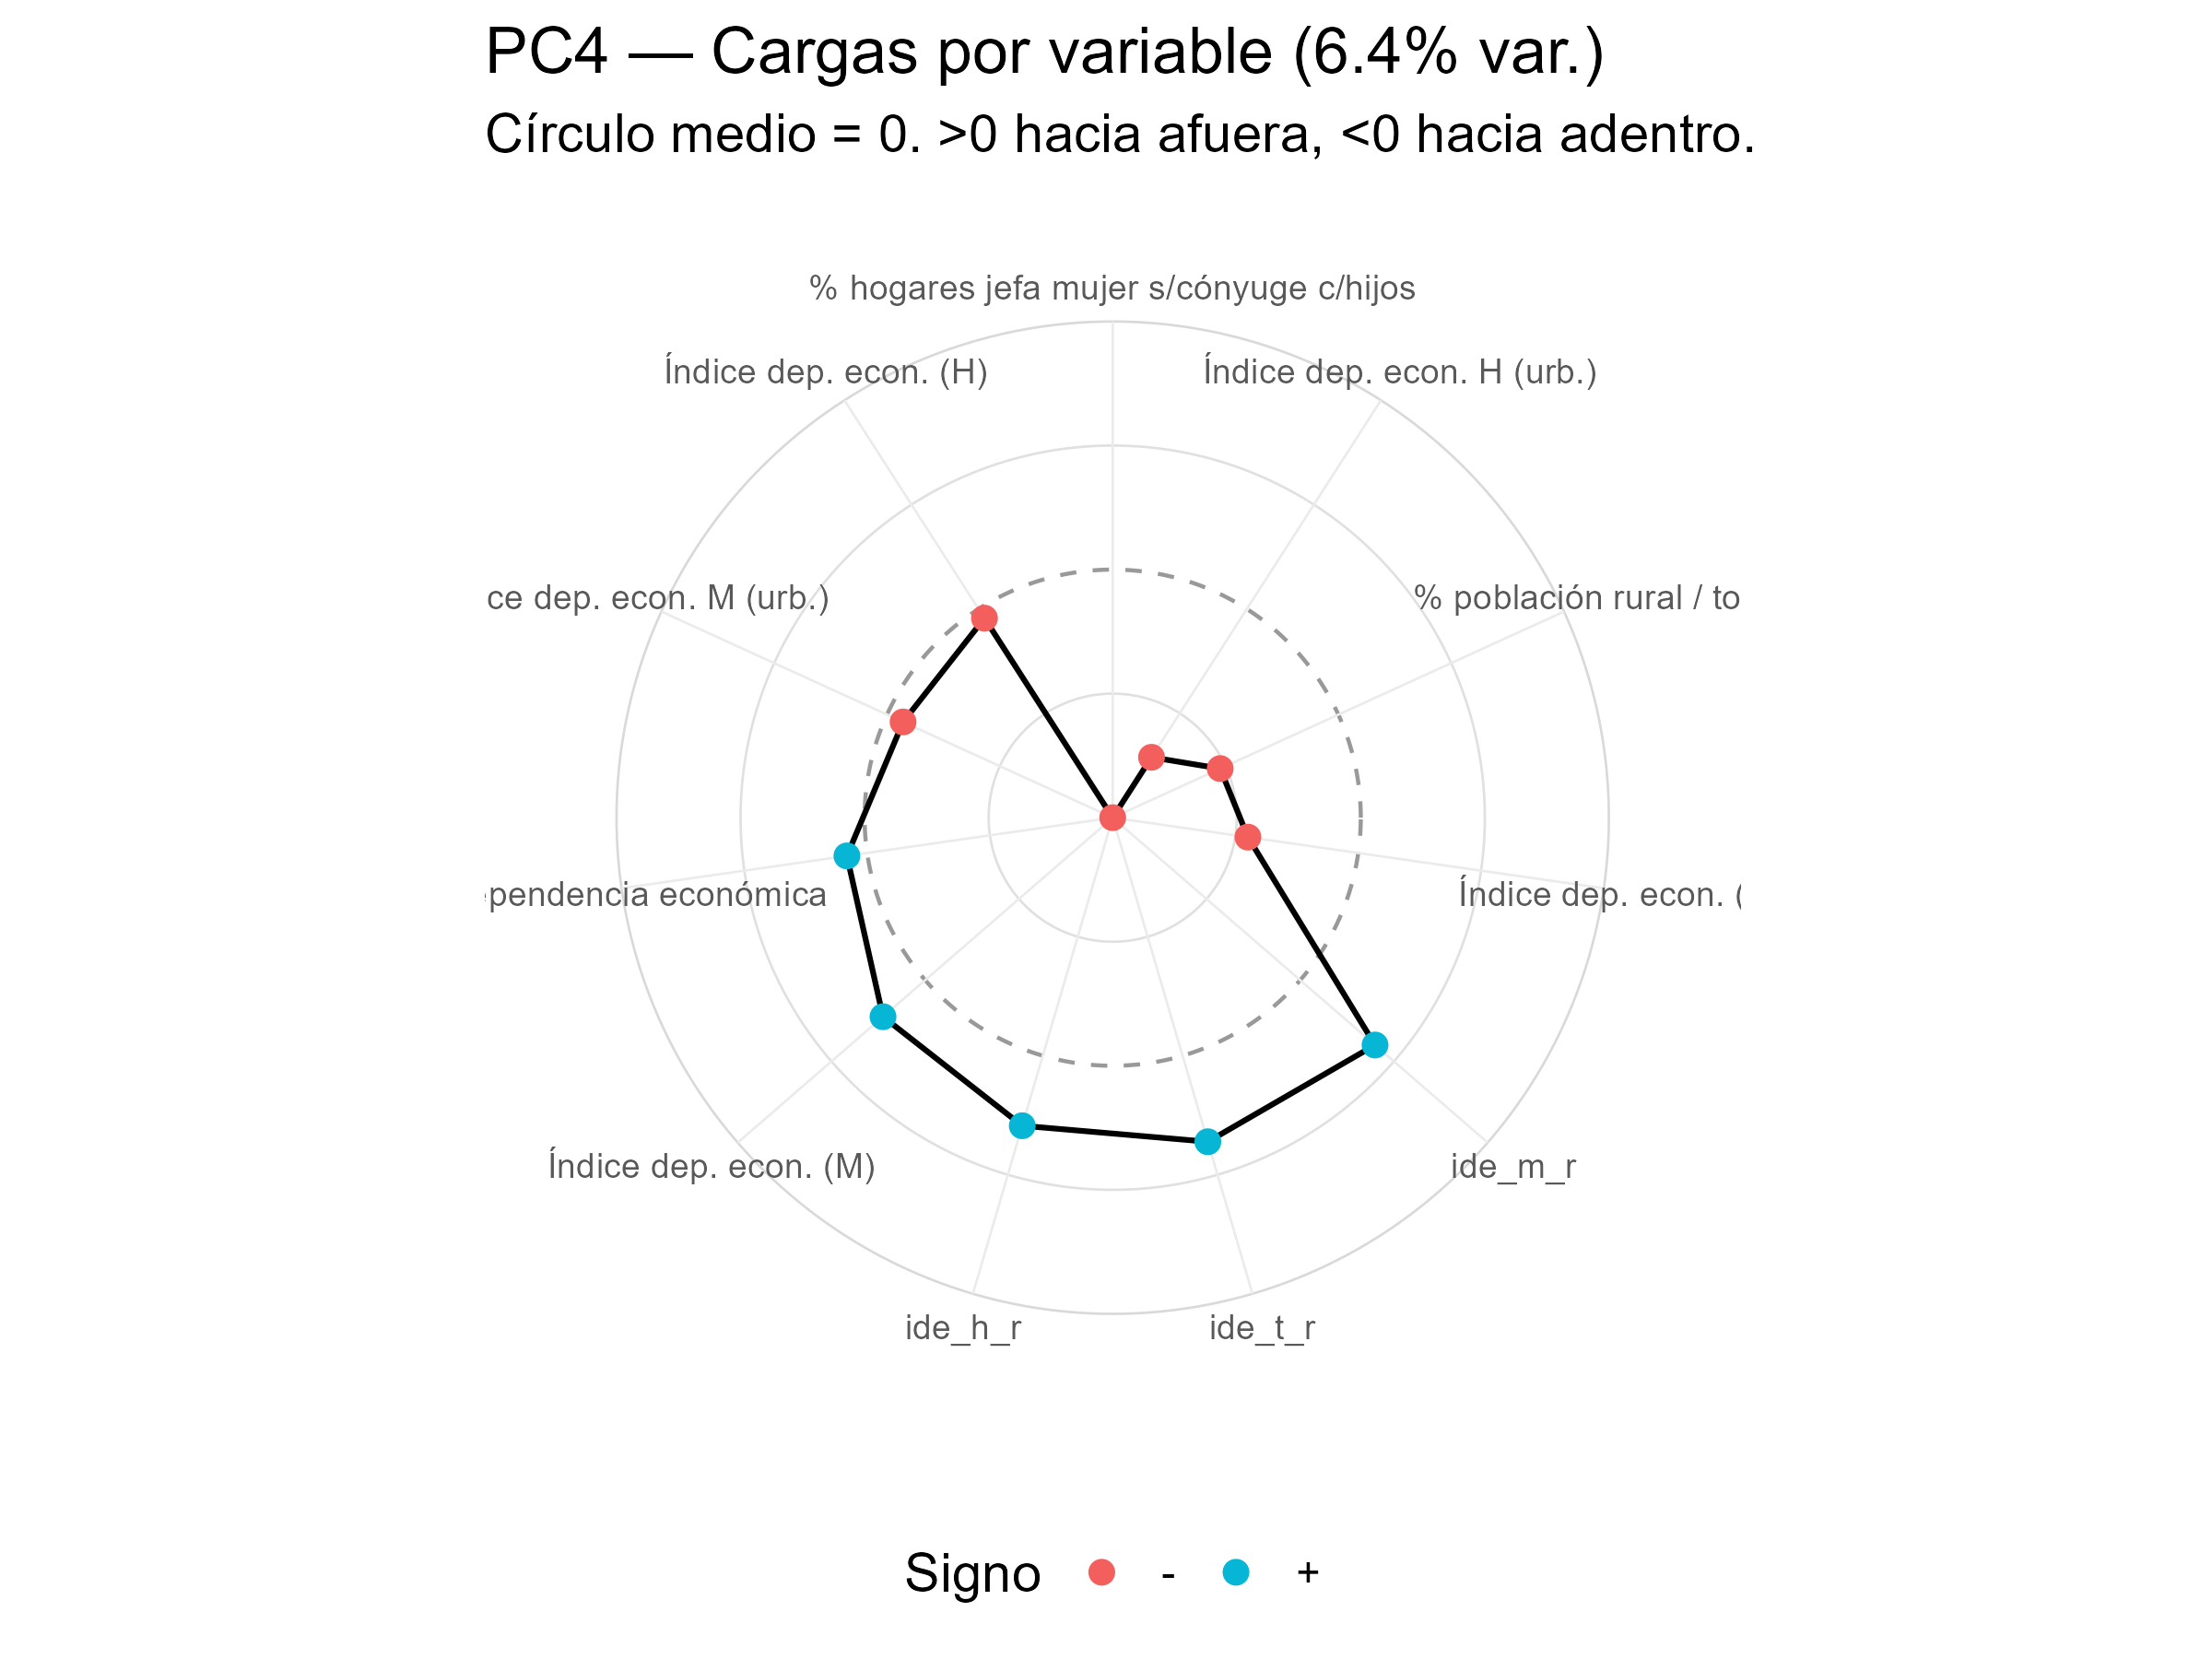 PC4 — Cargas por variable (6.4% var.)
Círculo medio = 0. >0 hacia afuera, <0 hacia adentro.
% hogares jefa mujer s/cónyuge c/hijos
Índice dep. econ. (H)
Índice dep. econ. H (urb.)
ce dep. econ. M (urb.)
% población rural / to
pendencia económica
Índice dep. econ. (
Índice dep. econ. (M)
ide_m_r
ide_h_r
ide_t_r
Signo - +